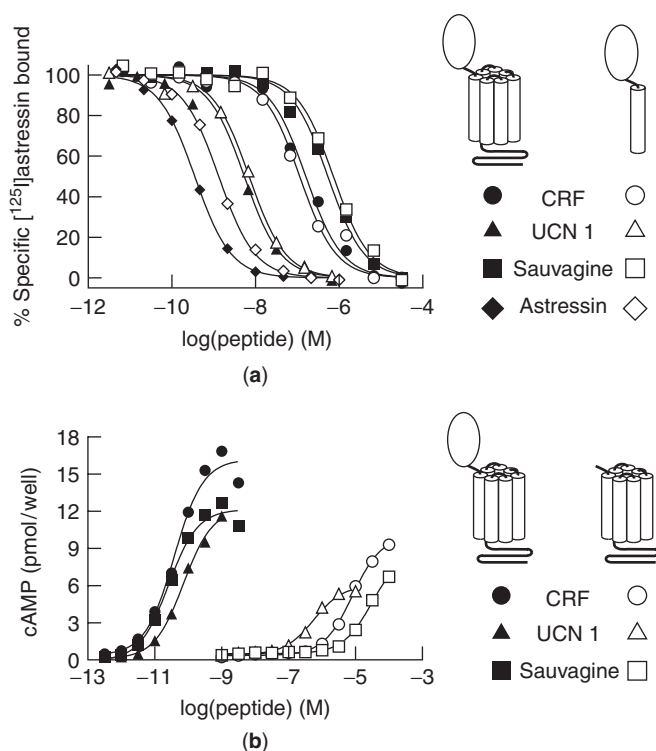 % Specific [¹²⁵I]astressin bound
100
80
60
40
20
0
−12
−10
−8
−6
−4
log(peptide) (M)
(a)
CRF
UCN 1
Sauvagine
Astressin
cAMP (pmol/well)
18
15
12
9
6
3
0
−13
−11
−9
−7
−5
−3
log(peptide) (M)
(b)
CRF
UCN 1
Sauvagine